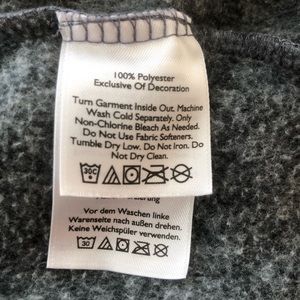 100% Polyester
Exclusive Of Decoration
Turn Garment Inside Out. Machine
Wash Cold Separately. Only
Non-Chlorine Bleach As Needed.
Do Not Use Fabric Softeners.
Tumble Dry Low. Do Not Iron. Do
Not Dry Clean.
30C
Vor dem Waschen linke
Warenseite nach außen drehen.
Keine Weichspüler verwenden.
30